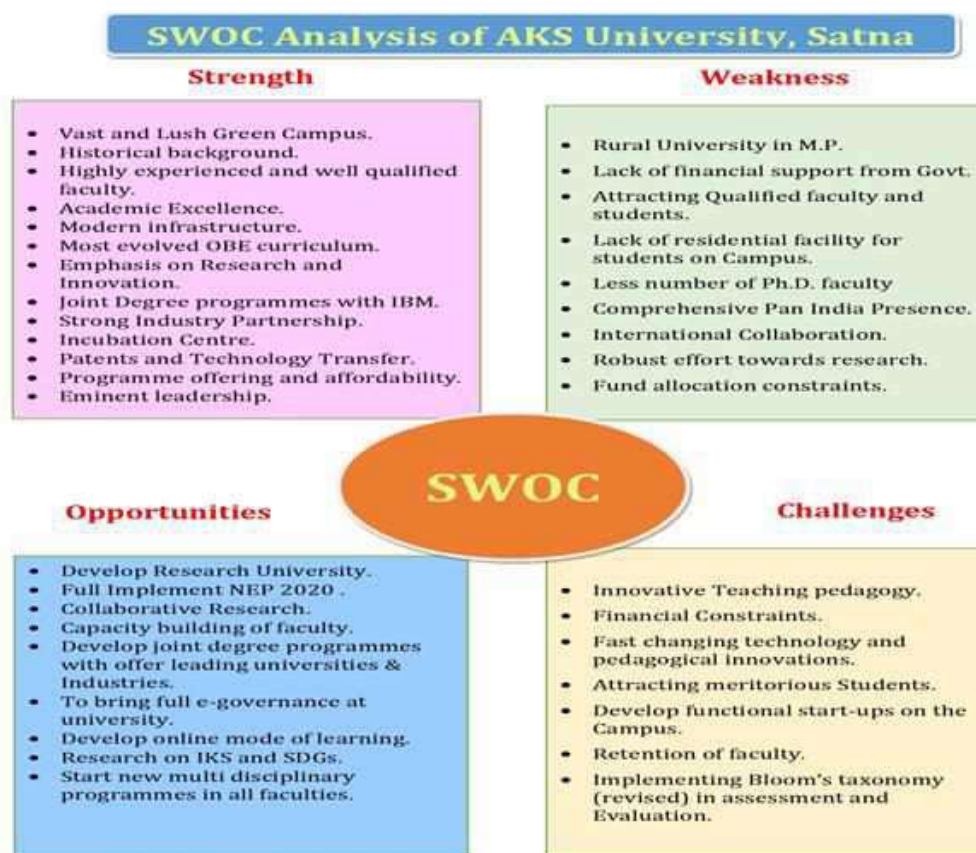 SWOC Analysis of AKS University, Satna
Strength
• Vast and Lush Green Campus.
• Historical background.
• Highly experienced and well qualified
faculty.
• Academic Excellence.
• Modern infrastructure.
• Most evolved OBE curriculum.
• Emphasis on Research and
Innovation.
• Joint Degree programmes with IBM.
• Strong Industry Partnership.
• Incubation Centre.
• Patents and Technology Transfer.
• Programme offering and affordability.
• Eminent leadership.
Weakness
• Rural University in M.P.
• Lack of financial support from Govt.
• Attracting Qualified faculty and
students.
• Lack of residential facility for
students on Campus.
• Less number of Ph.D. faculty
• Comprehensive Pan India Presence.
• International Collaboration.
• Robust effort towards research.
• Fund allocation constraints.
SWOC
Opportunities
• Develop Research University.
• Full Implement NEP 2020 .
• Collaborative Research.
• Capacity building of faculty.
• Develop joint degree programmes
with offer leading universities &
Industries.
• To bring full e-governance at
university.
• Develop online mode of learning.
• Research on IKS and SDGs.
• Start new multi disciplinary
programmes in all faculties.
Challenges
• Innovative Teaching pedagogy.
• Financial Constraints.
• Fast changing technology and
pedagogical innovations.
• Attracting meritorious Students.
• Develop functional start-ups on the
Campus.
• Retention of faculty.
• Implementing Bloom's taxonomy
(revised) in assessment and
Evaluation.